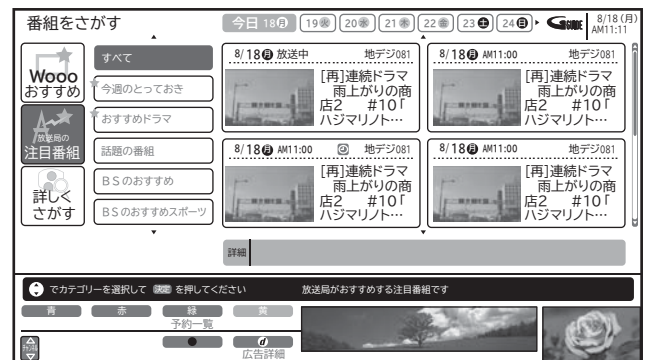 番組をさがす
今日 18月 19火 20水 21木 22金 23土 24日 G GUIDE 8/18(月)
AM11:11
Wooo
おすすめ
放送局の
注目番組
詳しく
さがす
すべて
今週のとっておき
おすすめドラマ
話題の番組
BSのおすすめ
BSのおすすめスポーツ
8/18月 放送中 地デジ081
[再]連続ドラマ
雨上がりの商
店2 #10「
ハジマリノト…
8/18月 AM11:00 地デジ081
[再]連続ドラマ
雨上がりの商
店2 #10「
ハジマリノト…
8/18月 AM11:00 地デジ081
[再]連続ドラマ
雨上がりの商
店2 #10「
ハジマリノト…
8/18月 AM11:00 地デジ081
[再]連続ドラマ
雨上がりの商
店2 #10「
ハジマリノト…
詳細
でカテゴリーを選択して 決定 を押してください 放送局がおすすめする注目番組です
青 赤 緑 黄
予約一覧
d
広告詳細